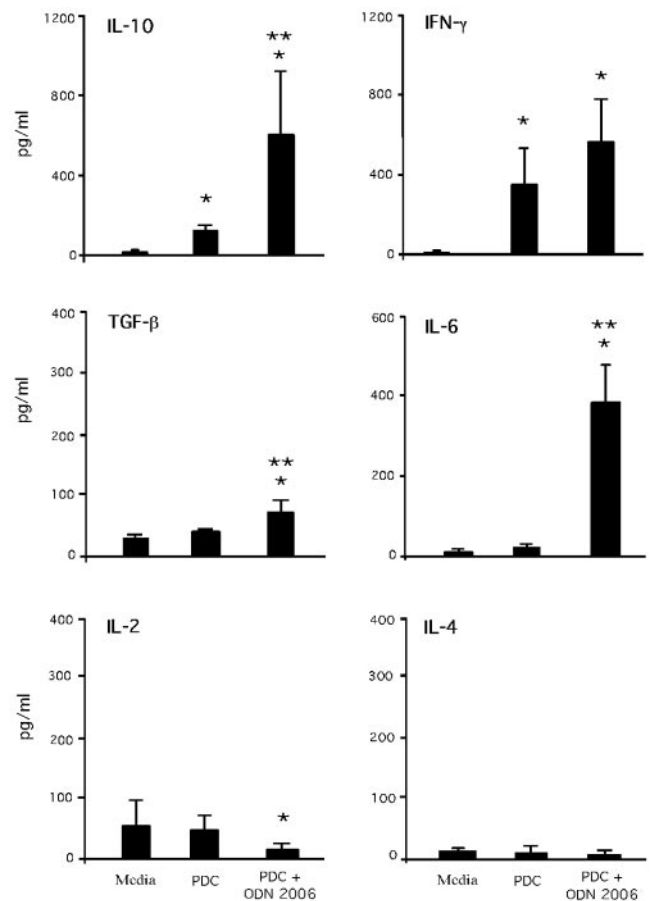 IL-10
1200
800
400
0
pg/ml
*
**
*
IFN-γ
1200
800
400
0
*
*
TGF-β
400
300
200
100
0
pg/ml
**
*
IL-6
600
400
200
0
**
*
IL-2
400
300
200
100
0
pg/ml
*
Media
PDC
PDC +
ODN 2006
IL-4
400
300
200
100
0
Media
PDC
PDC +
ODN 2006